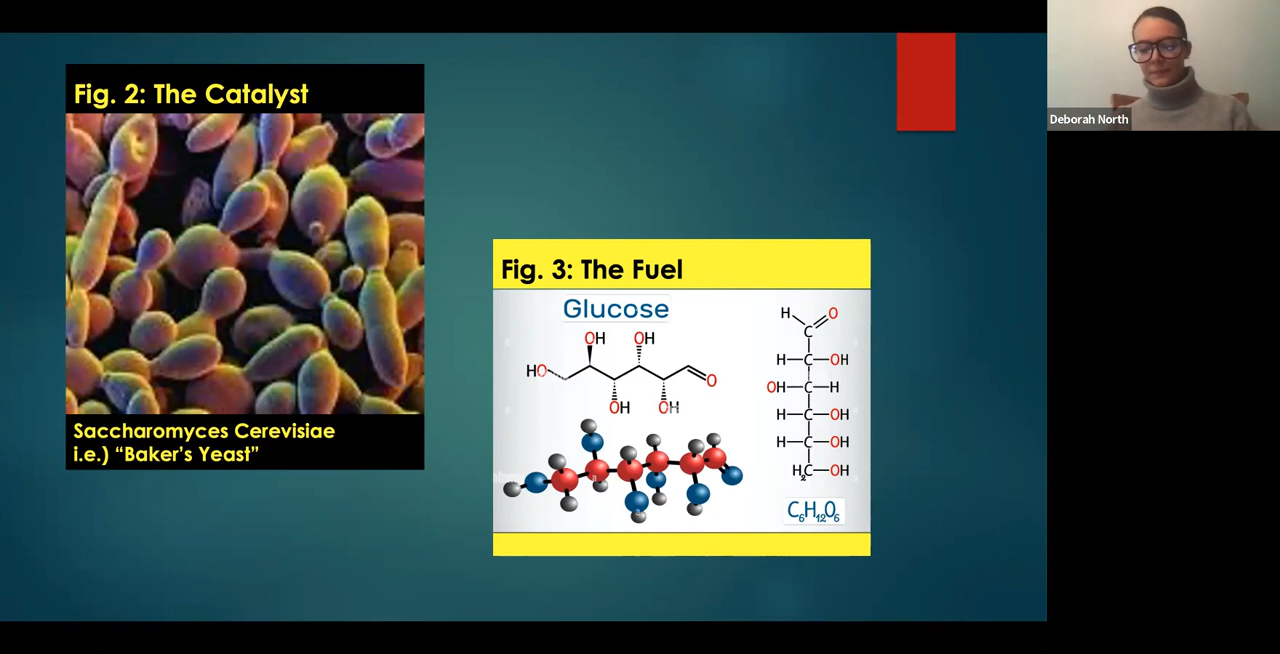 Fig. 2: The Catalyst
Saccharomyces Cerevisiae
i.e.) “Baker’s Yeast”
Fig. 3: The Fuel
Glucose
OH OH
HO
O
OH OH
H O
C
H C OH
OH C H
H C OH
H C OH
H₂C OH
C₆H₁₂O₆
Deborah North